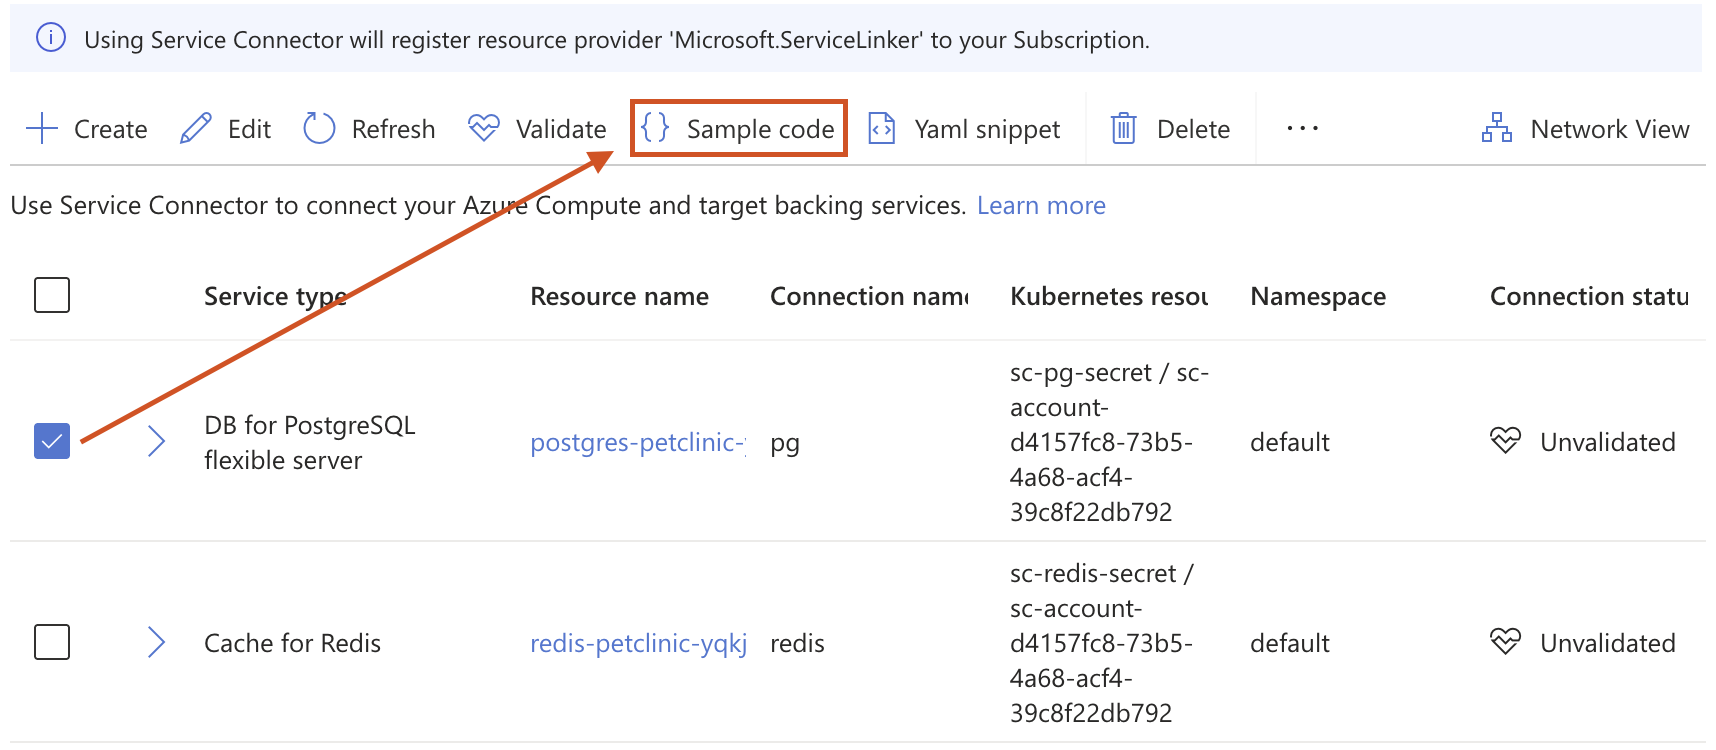 Using Service Connector will register resource provider 'Microsoft.ServiceLinker' to your Subscription.
Create Edit Refresh Validate Sample code Yaml snippet Delete ... Network View
Use Service Connector to connect your Azure Compute and target backing services. Learn more
Service type Resource name Connection name Kubernetes resou Namespace Connection statu
DB for PostgreSQL
flexible server
postgres-petclinic-
pg
sc-pg-secret / sc-
account-
d4157fc8-73b5-
4a68-acf4-
39c8f22db792
default
Unvalidated
Cache for Redis
redis-petclinic-yqkj
redis
sc-redis-secret /
sc-account-
d4157fc8-73b5-
4a68-acf4-
39c8f22db792
default
Unvalidated